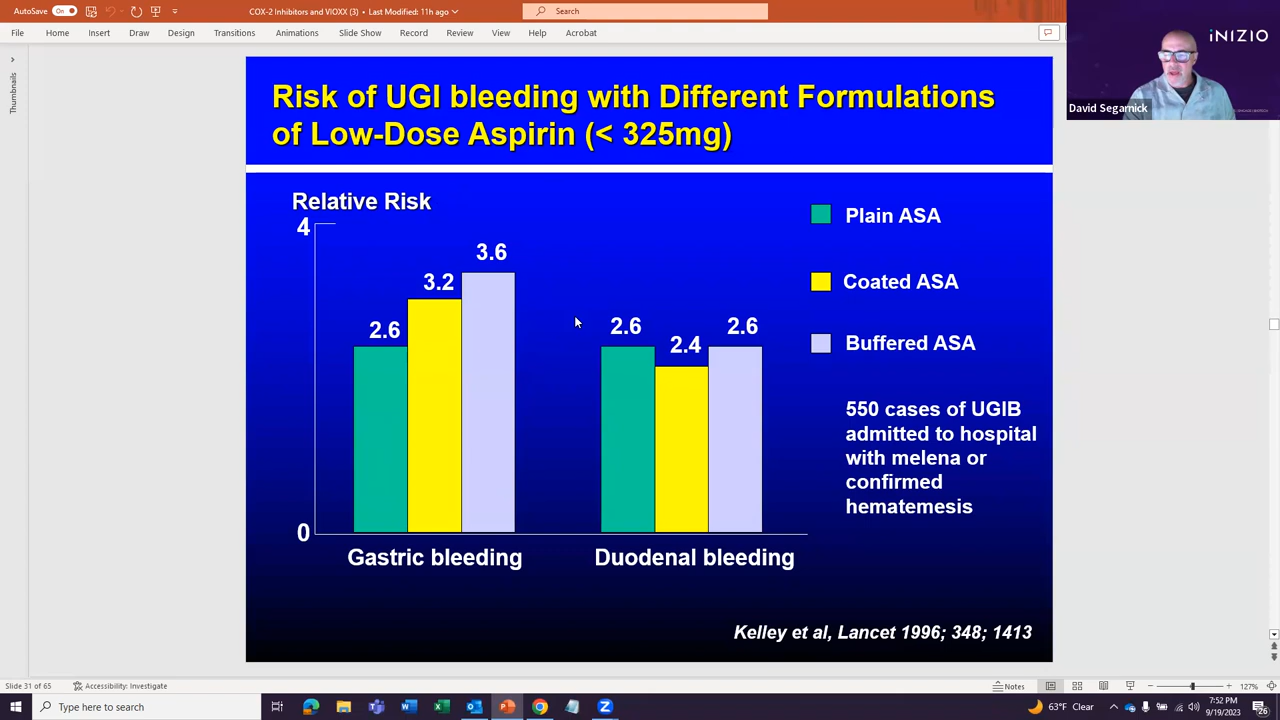 AutoSave
On
COX-2 Inhibitors and VIOXX (3) • Last Modified: 11h ago
Search
File Home Insert Draw Design Transitions Animations Slide Show Record Review View Help Acrobat
iNIZIO
David Segarnick
Thumbnails
Risk of UGI bleeding with Different Formulations
of Low-Dose Aspirin (< 325mg)
Relative Risk
4
3.6
3.2
2.6
2.6
2.4
2.6
0
Gastric bleeding
Duodenal bleeding
Plain ASA
Coated ASA
Buffered ASA
550 cases of UGIB
admitted to hospital
with melena or
confirmed
hematemesis
Kelley et al, Lancet 1996; 348; 1413
Slide 31 of 65
Accessibility: Investigate
Notes
127%
Type here to search
63°F Clear
7:52 PM
9/19/2023
26